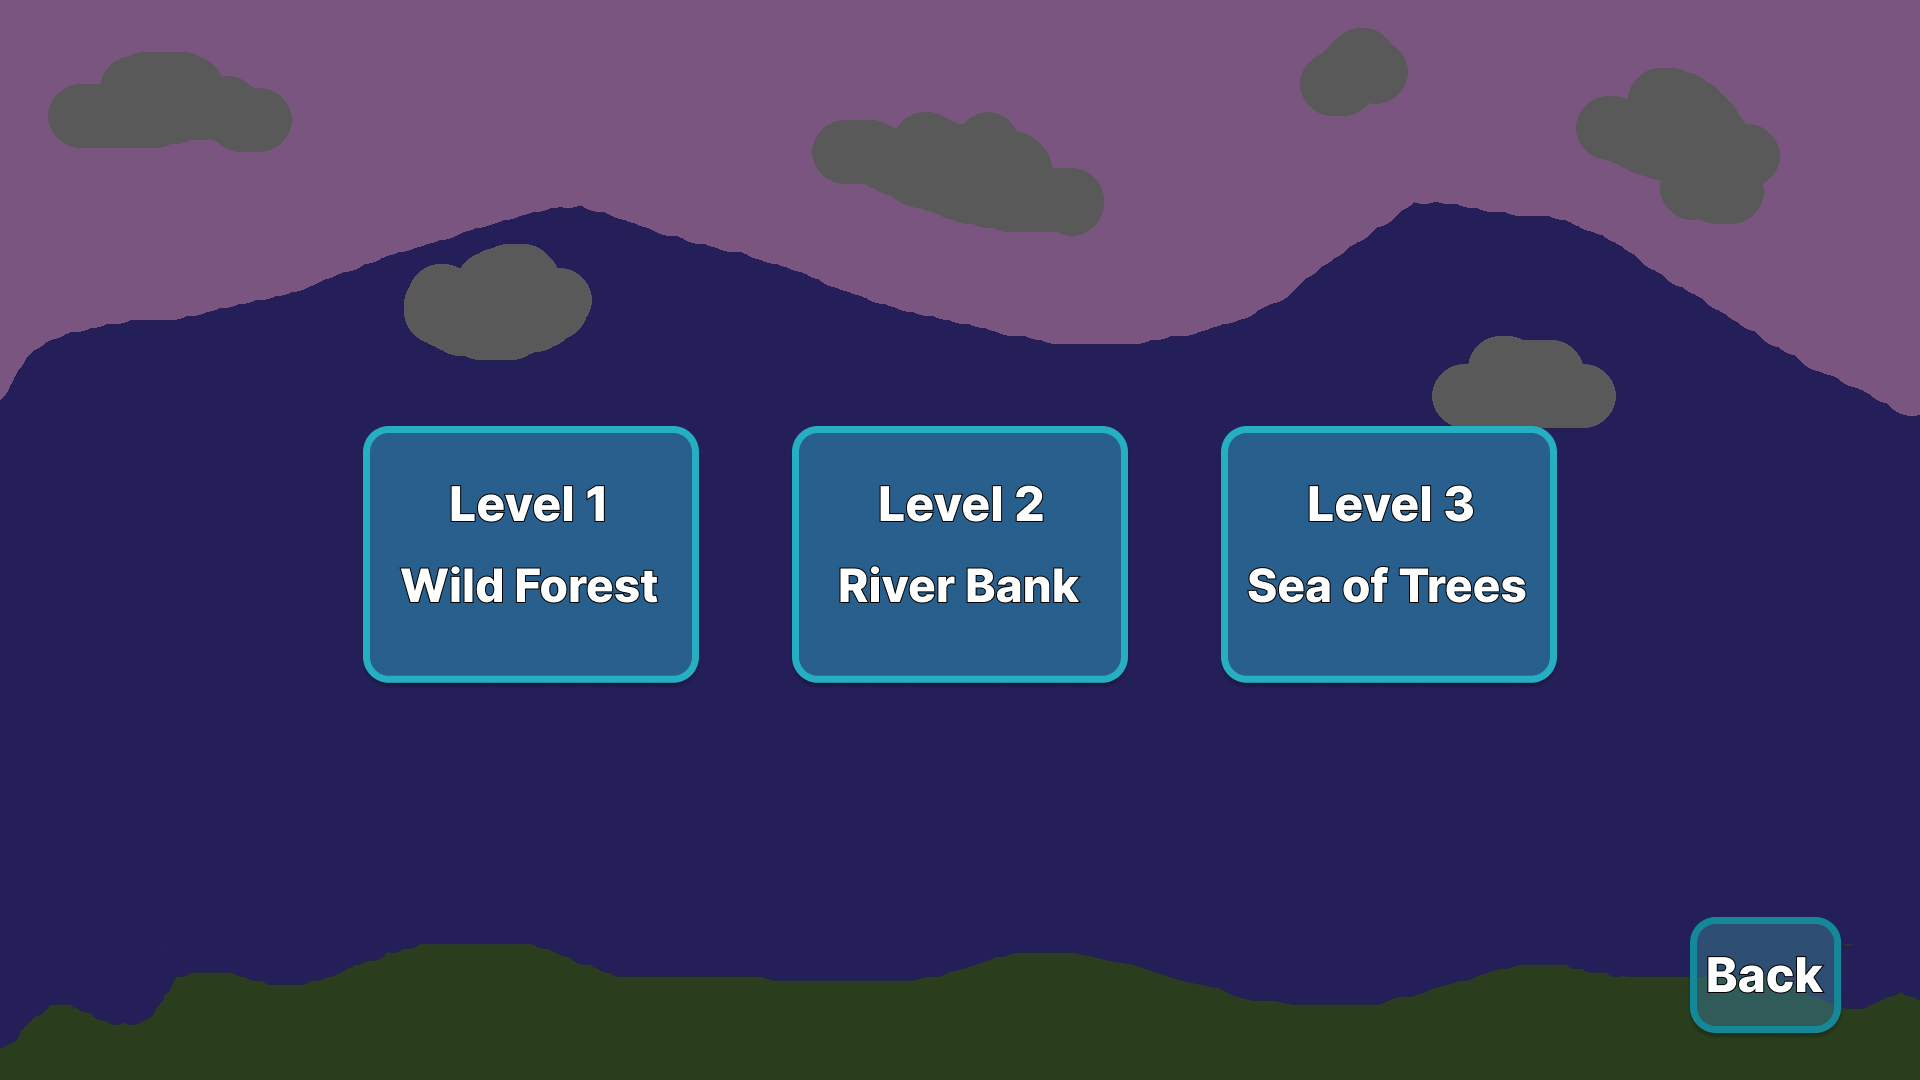 Level 1
Wild Forest
Level 2
River Bank
Level 3
Sea of Trees
Back